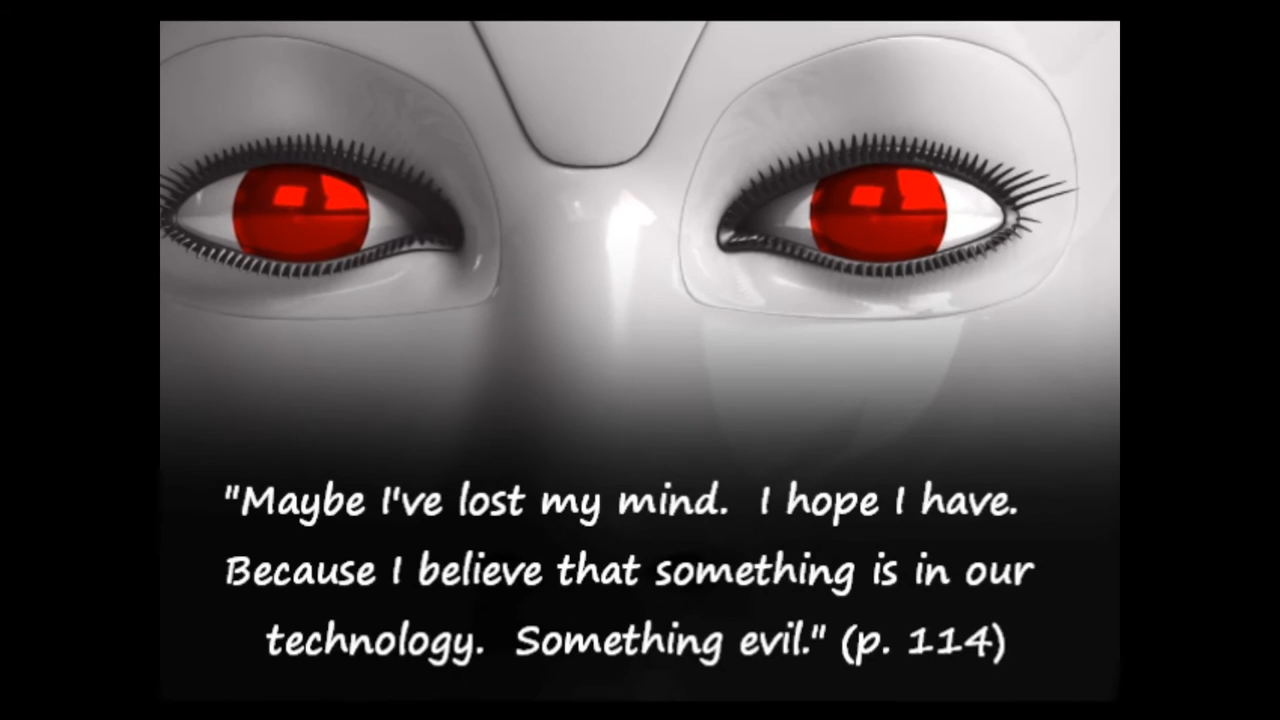 "Maybe I've lost my mind.  I hope I have.
Because I believe that something is in our
technology.  Something evil." (p. 114)